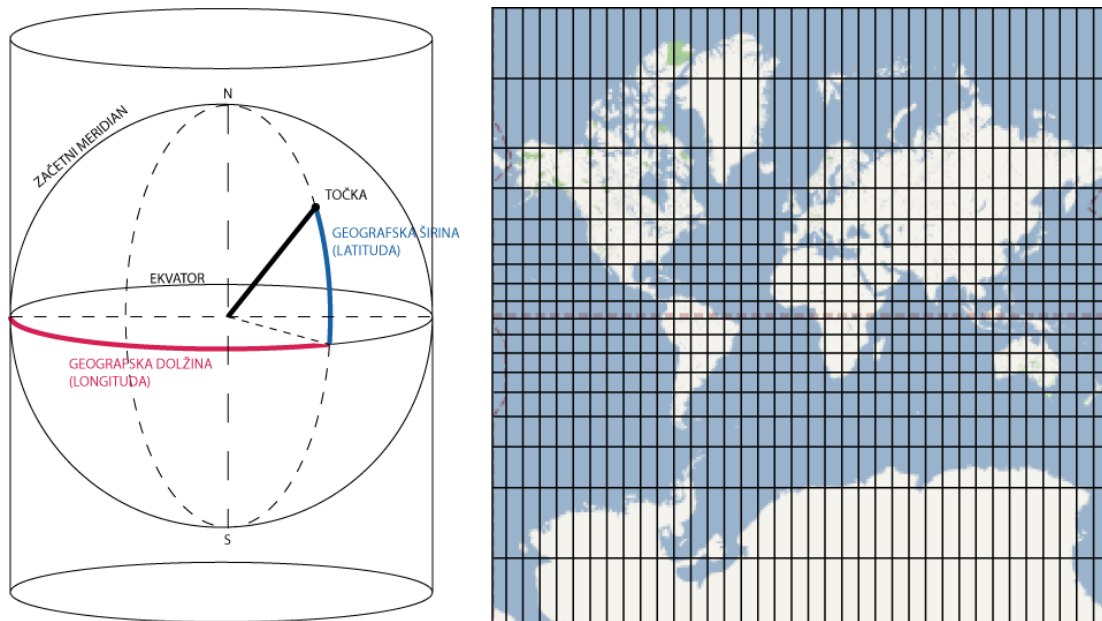 N
ZAČETNI MERIDIAN
TOČKA
GEOGRAFSKA ŠIRINA
(LATITUDA)
EKVATOR
GEOGRAFSKA DOLŽINA
(LONGITUDA)
S